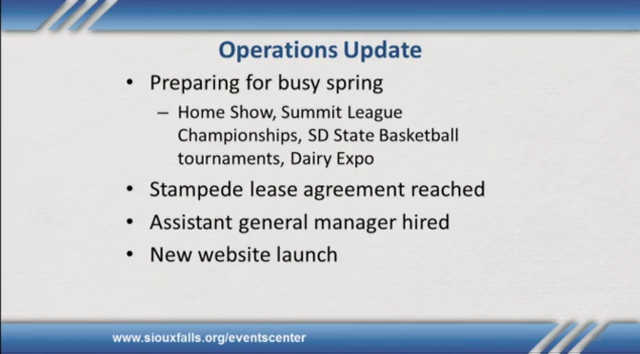 Operations Update
• Preparing for busy spring
– Home Show, Summit League
Championships, SD State Basketball
tournaments, Dairy Expo
• Stampede lease agreement reached
• Assistant general manager hired
• New website launch
www.siouxfalls.org/eventscenter